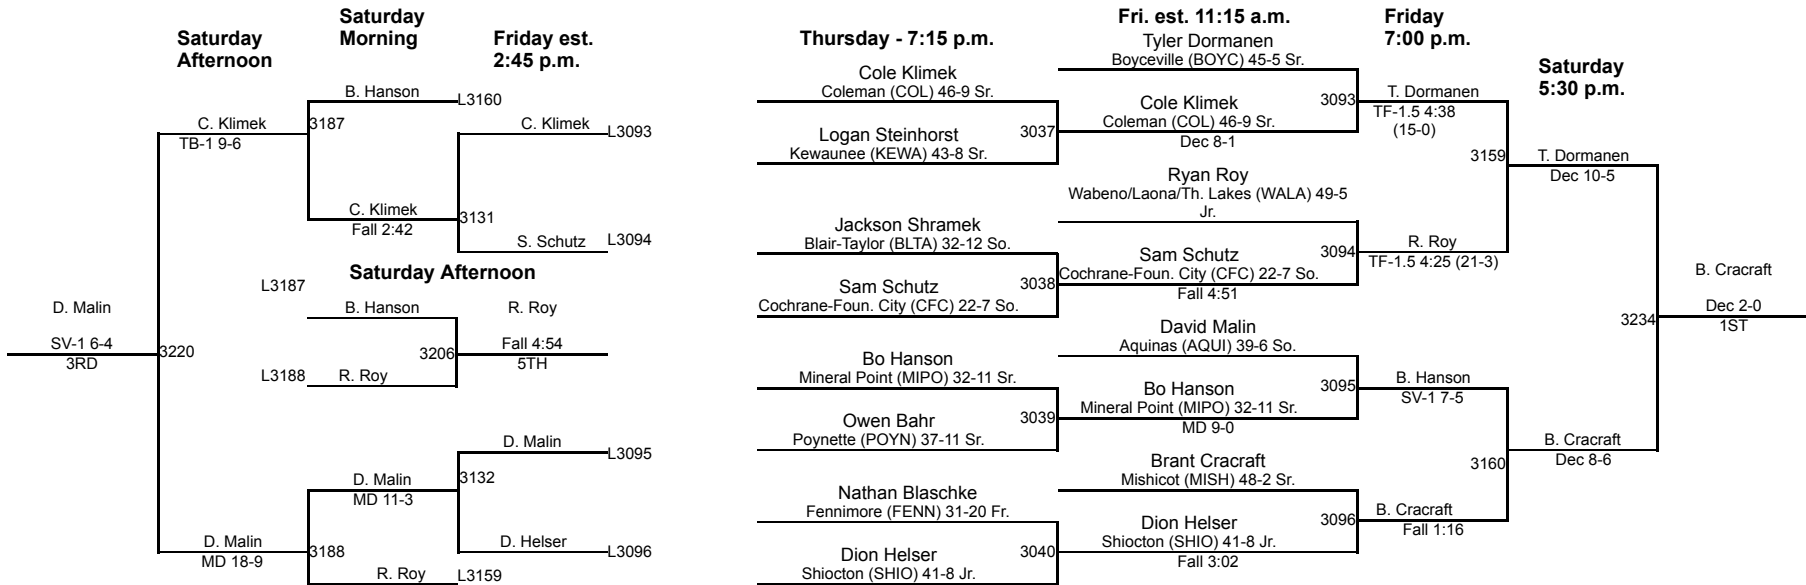 Saturday
Afternoon
Saturday
Morning
Friday est.
2:45 p.m.
B. Hanson
L3160
C. Klimek
TB-1 9-6
3187
C. Klimek
L3093
C. Klimek
Fall 2:42
3131
S. Schutz
L3094
Saturday Afternoon
L3187
B. Hanson
R. Roy
D. Malin
SV-1 6-4
3RD
3220
3206
Fall 4:54
5TH
L3188
R. Roy
D. Malin
L3095
D. Malin
MD 11-3
3132
D. Malin
MD 18-9
3188
D. Helser
L3096
R. Roy
L3159
Thursday - 7:15 p.m.
Cole Klimek
Coleman (COL) 46-9 Sr.
3037
Logan Steinhorst
Kewaunee (KEWA) 43-8 Sr.
Jackson Shramek
Blair-Taylor (BLTA) 32-12 So.
3038
Sam Schutz
Cochrane-Foun. City (CFC) 22-7 So.
Bo Hanson
Mineral Point (MIPO) 32-11 Sr.
3039
Owen Bahr
Poynette (POYN) 37-11 Sr.
Nathan Blaschke
Fennimore (FENN) 31-20 Fr.
3040
Dion Helser
Shiocton (SHIO) 41-8 Jr.
Fri. est. 11:15 a.m.
Tyler Dormanen
Boyceville (BOYC) 45-5 Sr.
3093
Cole Klimek
Coleman (COL) 46-9 Sr.
Dec 8-1
Ryan Roy
Wabeno/Laona/Th. Lakes (WALA) 49-5
Jr.
3094
Sam Schutz
Cochrane-Foun. City (CFC) 22-7 So.
Fall 4:51
David Malin
Aquinas (AQUI) 39-6 So.
3095
Bo Hanson
Mineral Point (MIPO) 32-11 Sr.
MD 9-0
Brant Cracraft
Mishicot (MISH) 48-2 Sr.
3096
Dion Helser
Shiocton (SHIO) 41-8 Jr.
Fall 3:02
Friday
7:00 p.m.
T. Dormanen
TF-1.5 4:38
(15-0)
3159
R. Roy
TF-1.5 4:25 (21-3)
B. Hanson
SV-1 7-5
3160
B. Cracraft
Fall 1:16
Saturday
5:30 p.m.
T. Dormanen
Dec 10-5
3234
B. Cracraft
Dec 8-6
B. Cracraft
Dec 2-0
1ST